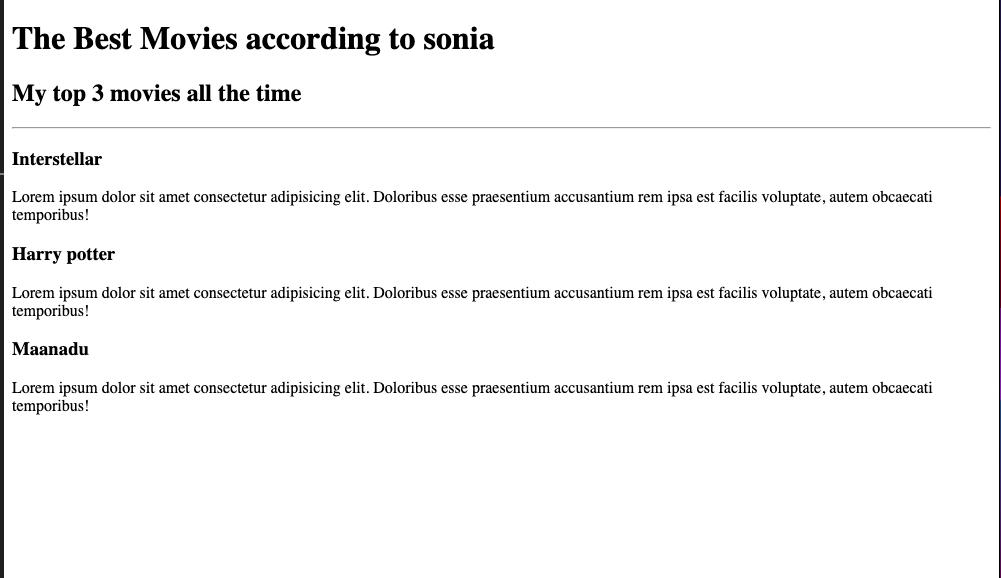 The Best Movies according to sonia
My top 3 movies all the time
Interstellar
Lorem ipsum dolor sit amet consectetur adipisicing elit. Doloribus esse praesentium accusantium rem ipsa est facilis voluptate, autem obcaecati
temporibus!
Harry potter
Lorem ipsum dolor sit amet consectetur adipisicing elit. Doloribus esse praesentium accusantium rem ipsa est facilis voluptate, autem obcaecati
temporibus!
Maanadu
Lorem ipsum dolor sit amet consectetur adipisicing elit. Doloribus esse praesentium accusantium rem ipsa est facilis voluptate, autem obcaecati
temporibus!